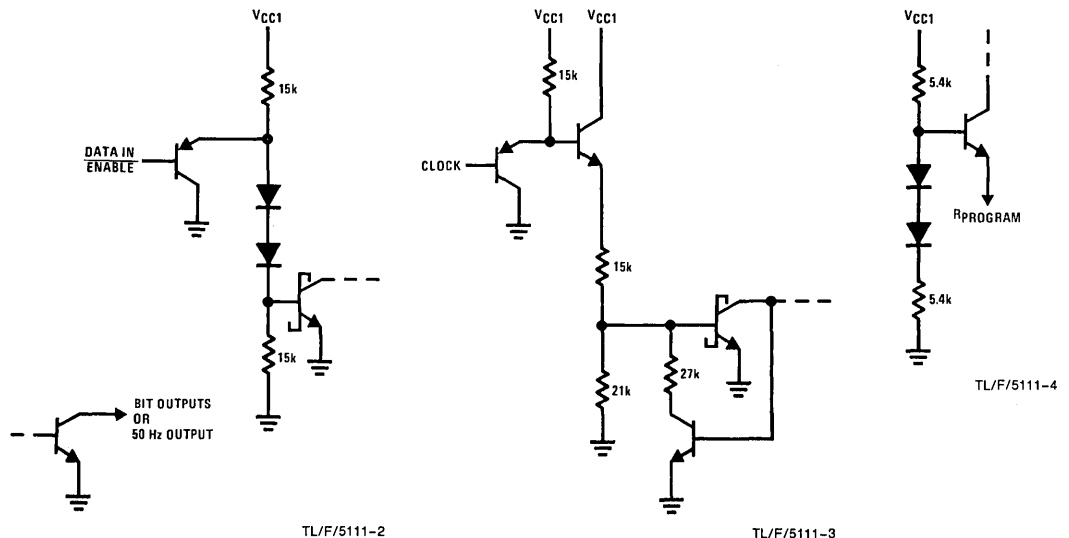 VCC1
15k
DATA IN
ENABLE
15k
BIT OUTPUTS
OR
50 Hz OUTPUT
TL/F/5111-2
VCC1
VCC1
15k
CLOCK
15k
21k
27k
TL/F/5111-3
VCC1
5.4k
RPROGRAM
5.4k
TL/F/5111-4